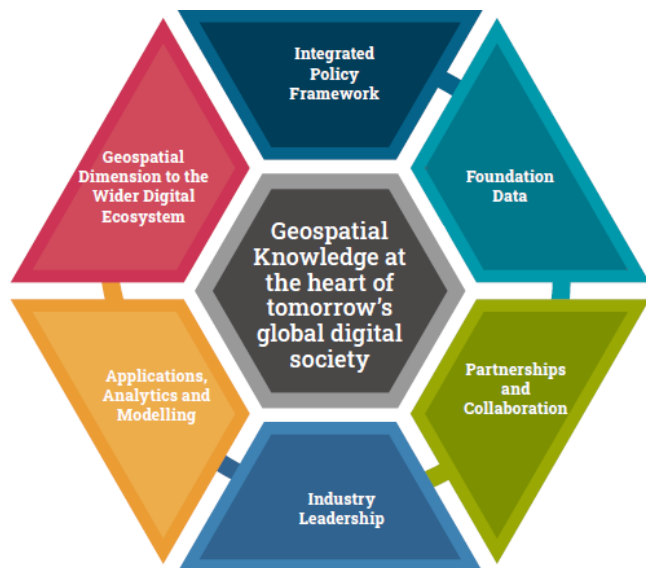 Integrated
Policy
Framework
Geospatial
Dimension to the
Wider Digital
Ecosystem
Foundation
Data
Geospatial
Knowledge at
the heart of
tomorrow's
global digital
society
Applications,
Analytics and
Modelling
Partnerships
and
Collaboration
Industry
Leadership